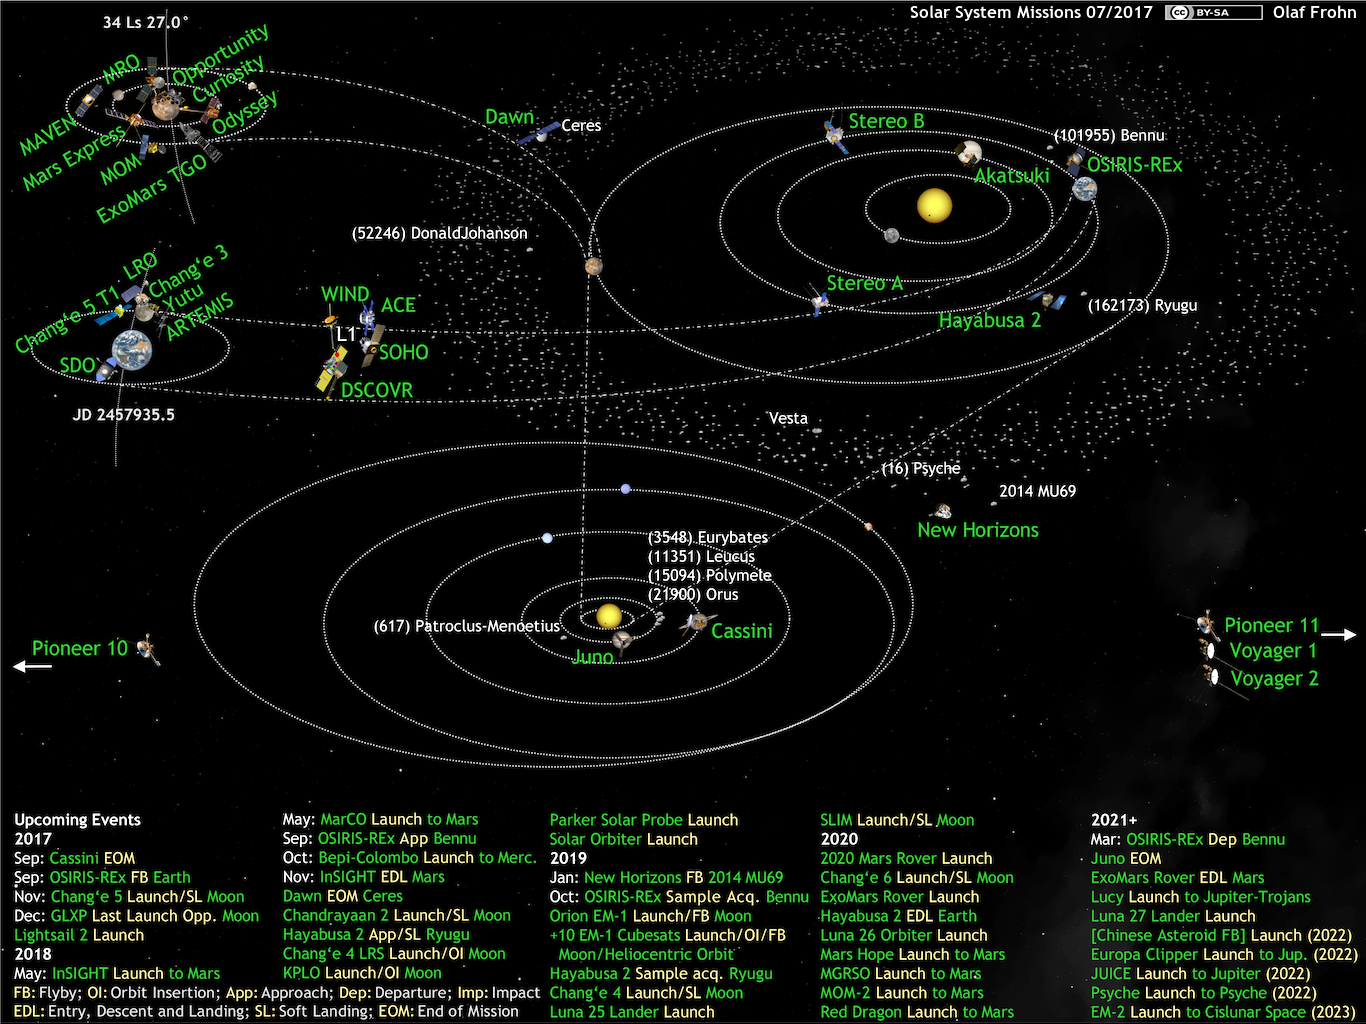 Solar System Missions 07/2017
cc BY-SA
Olaf Frohn
34 Ls 27.0°
MRO
Opportunity
Curiosity
Odyssey
MAVEN
Mars Express
MOM
ExoMars TGO
Dawn
Ceres
Stereo B
(101955) Bennu
OSIRIS-REx
Akatsuki
(52246) DonaldJohanson
LRO
Chang‘e 3
Chang‘e 5 T1
Yutu
ARTEMIS
SDO
JD 2457935.5
WIND
ACE
L1
SOHO
DSCOVR
Stereo A
Hayabusa 2
(162173) Ryugu
Vesta
(16) Psyche
2014 MU69
New Horizons
(3548) Eurybates
(11351) Leucus
(15094) Polymele
(21900) Orus
(617) Patroclus-Menoetius
Cassini
Juno
Pioneer 10
Pioneer 11
Voyager 1
Voyager 2
Upcoming Events
2017
Sep: Cassini EOM
Sep: OSIRIS-REx FB Earth
Nov: Chang‘e 5 Launch/SL Moon
Dec: GLXP Last Launch Opp. Moon
Lightsail 2 Launch
2018
May: InSIGHT Launch to Mars
May: MarCO Launch to Mars
Sep: OSIRIS-REx App Bennu
Oct: Bepi-Colombo Launch to Merc.
Nov: InSIGHT EDL Mars
Dawn EOM Ceres
Chandrayaan 2 Launch/SL Moon
Hayabusa 2 App/SL Ryugu
Chang‘e 4 LRS Launch/OI Moon
KPLO Launch/OI Moon
FB: Flyby; OI: Orbit Insertion; App: Approach; Dep: Departure; Imp: Impact
EDL: Entry, Descent and Landing; SL: Soft Landing; EOM: End of Mission
Parker Solar Probe Launch
Solar Orbiter Launch
2019
Jan: New Horizons FB 2014 MU69
Oct: OSIRIS-REx Sample Acq. Bennu
Orion EM-1 Launch/FB Moon
+10 EM-1 Cubesats Launch/OI/FB
Moon/Heliocentric Orbit
Hayabusa 2 Sample acq. Ryugu
Chang‘e 4 Launch/SL Moon
Luna 25 Lander Launch
SLIM Launch/SL Moon
2020
2020 Mars Rover Launch
Chang‘e 6 Launch/SL Moon
ExoMars Rover Launch
Hayabusa 2 EDL Earth
Luna 26 Orbiter Launch
Mars Hope Launch to Mars
MGRSO Launch to Mars
MOM-2 Launch to Mars
Red Dragon Launch to Mars
2021+
Mar: OSIRIS-REx Dep Bennu
Juno EOM
ExoMars Rover EDL Mars
Lucy Launch to Jupiter-Trojans
Luna 27 Lander Launch
[Chinese Asteroid FB] Launch (2022)
Europa Clipper Launch to Jup. (2022)
JUICE Launch to Jupiter (2022)
Psyche Launch to Psyche (2022)
EM-2 Launch to Cislunar Space (2023)